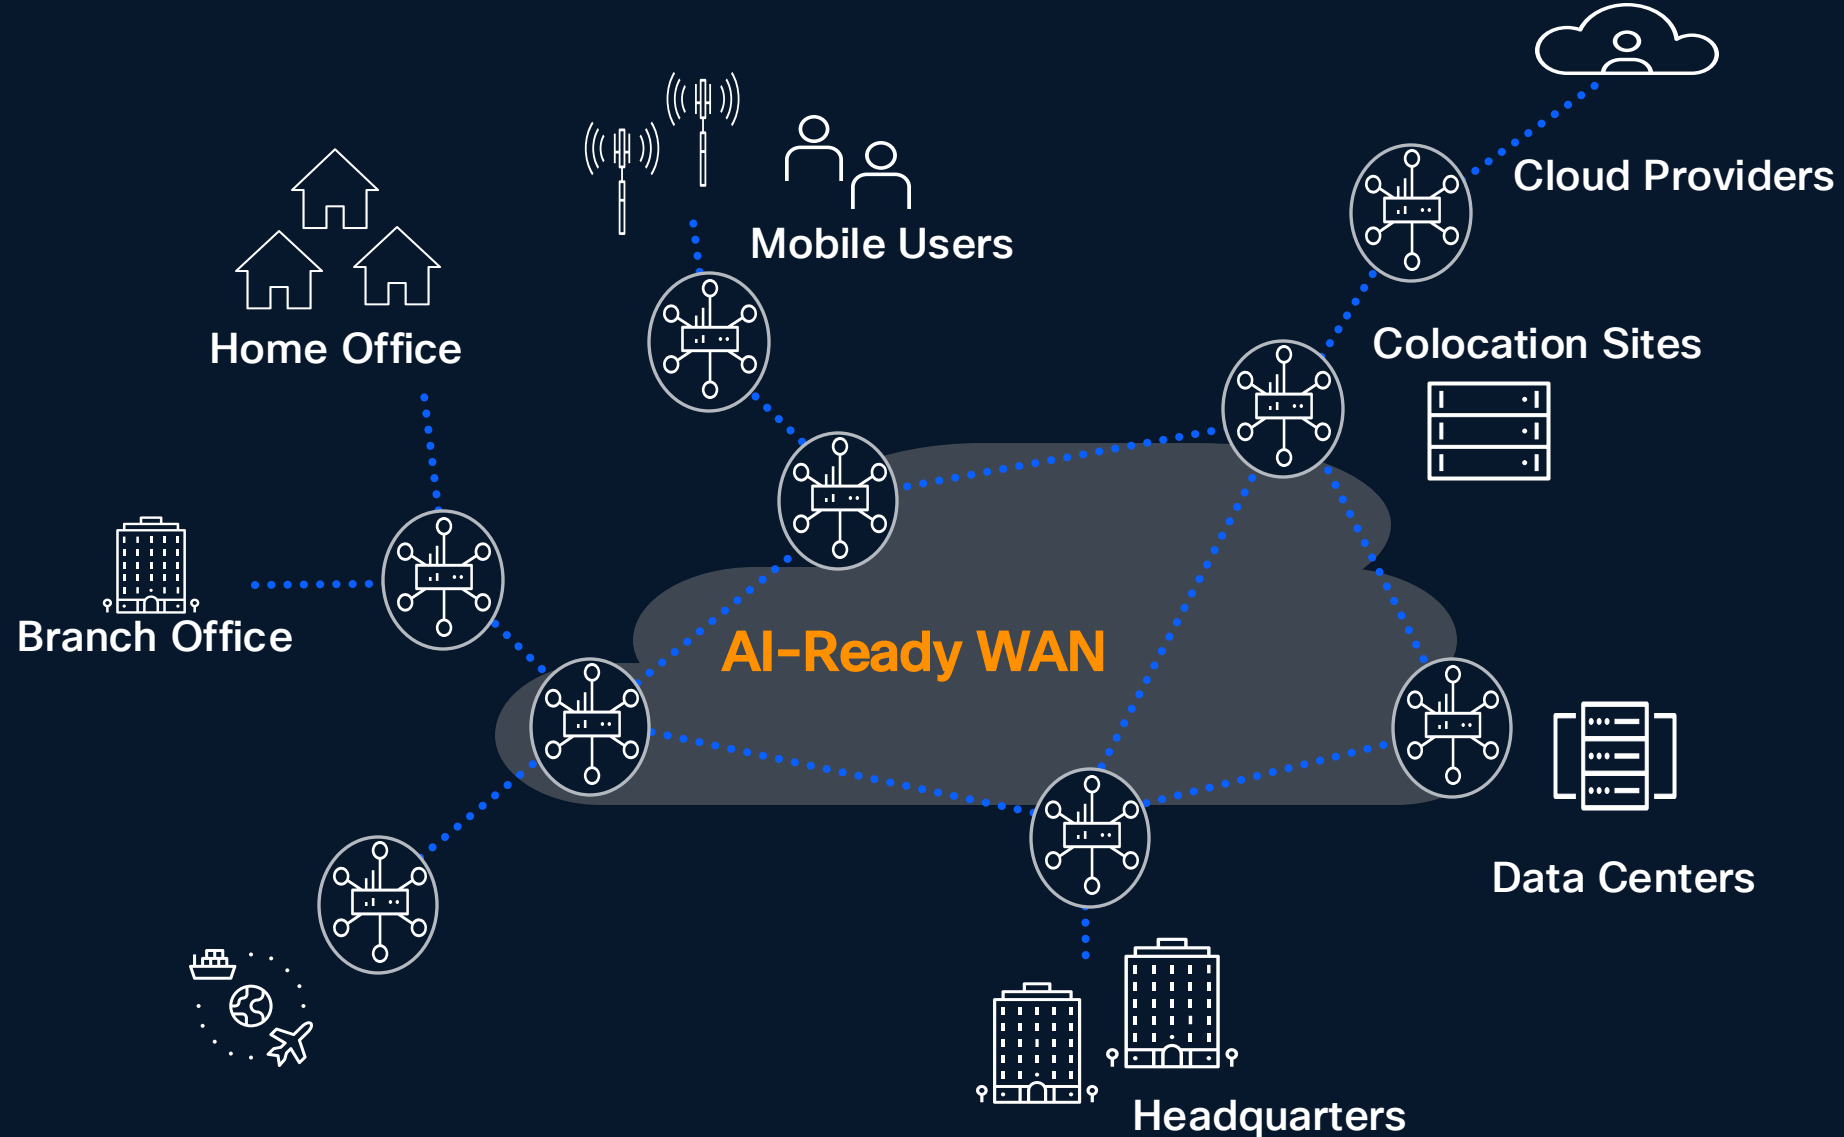 Cloud Providers
Mobile Users
Home Office
Colocation Sites
Branch Office
AI-Ready WAN
Data Centers
Headquarters